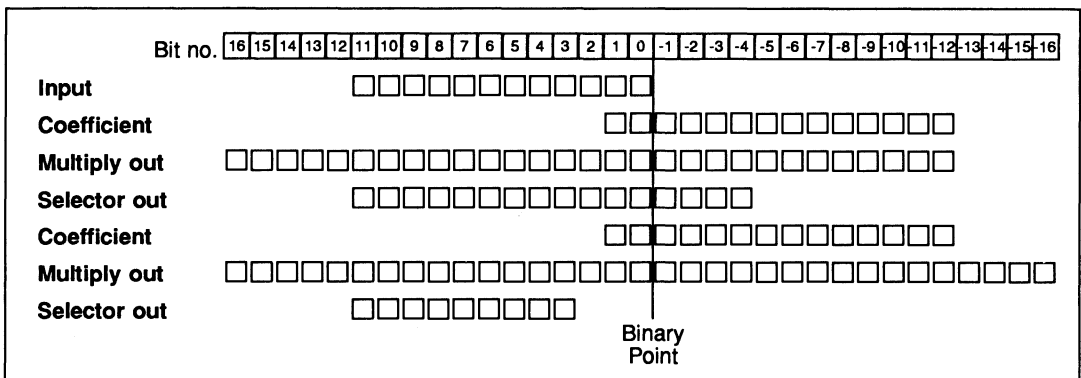 Bit no. 16 15 14 13 12 11 10 9 8 7 6 5 4 3 2 1 0 -1 -2 -3 -4 -5 -6 -7 -8 -9 -10 -11 -12 -13 -14 -15 -16
Input
Coefficient
Multiply out
Selector out
Coefficient
Multiply out
Selector out
Binary
Point